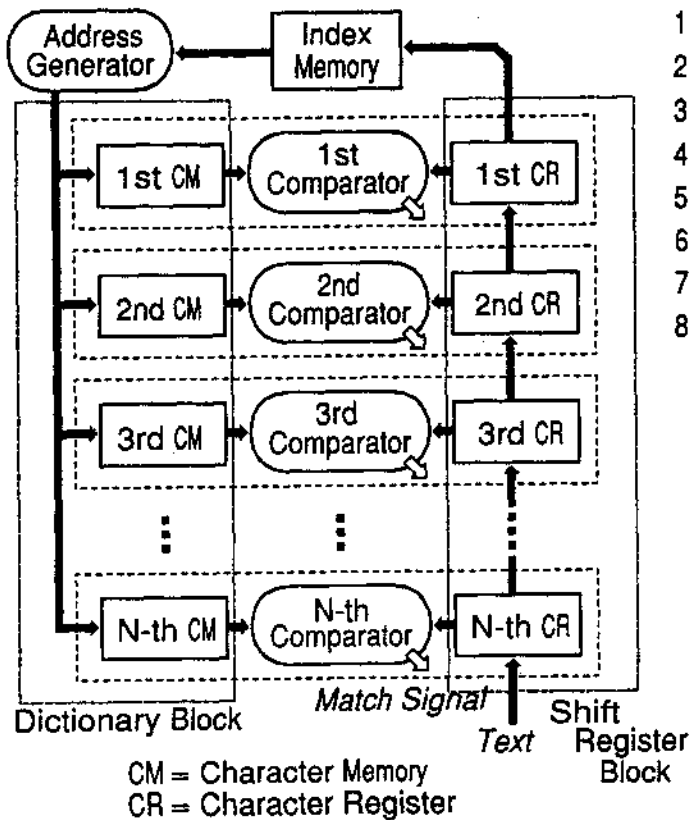 Address
Generator
Index
Memory
1st CM
1st
Comparator
1st CR
2nd CM
2nd
Comparator
2nd CR
3rd CM
3rd
Comparator
3rd CR
N-th CM
N-th
Comparator
N-th CR
Match Signal
Dictionary Block
Text
Shift
Register
Block
CM = Character Memory
CR = Character Register
1
2
3
4
5
6
7
8